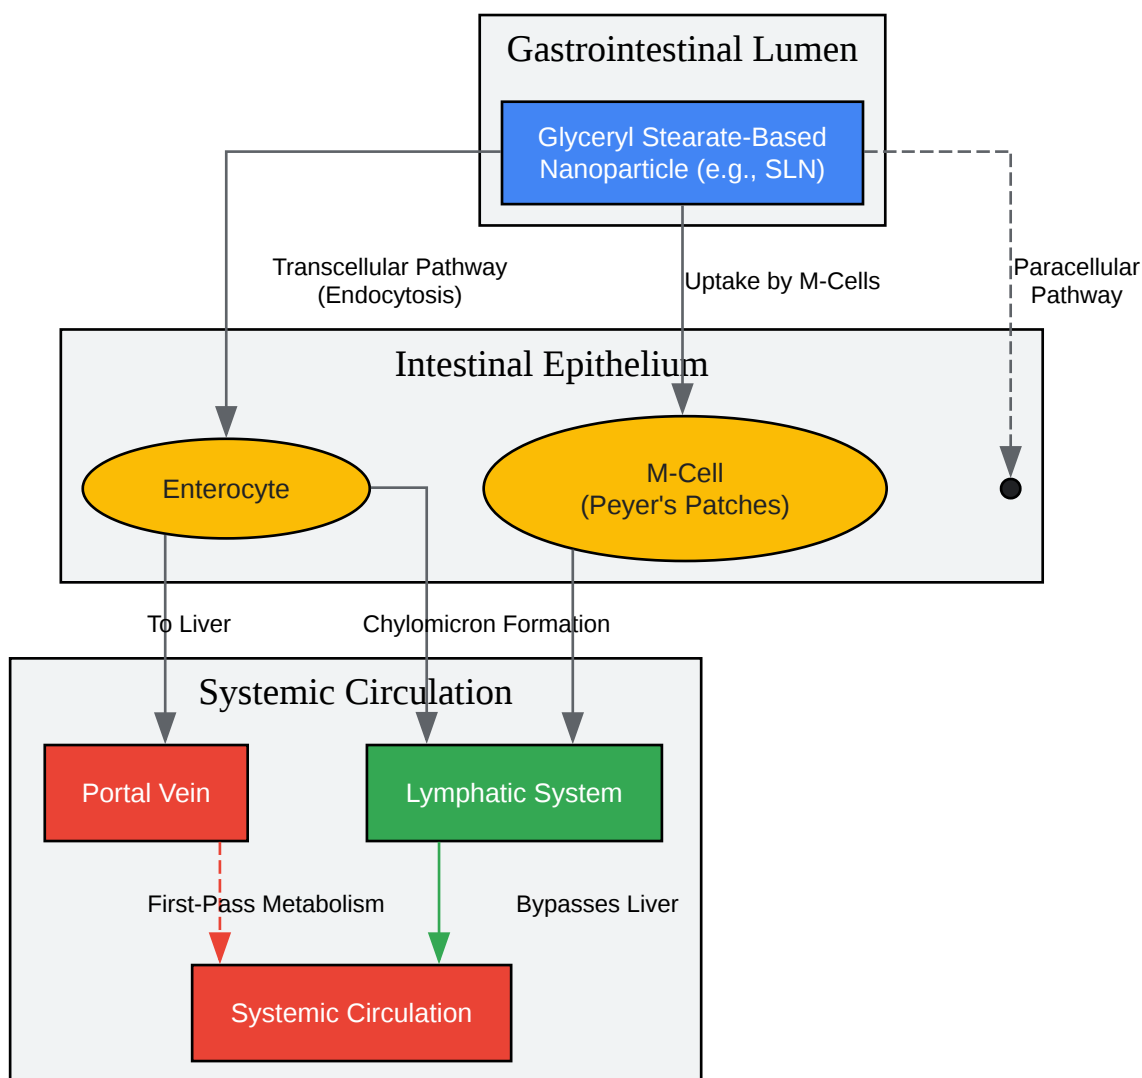 Gastrointestinal Lumen
Glyceryl Stearate-Based
Nanoparticle (e.g., SLN)
Transcellular Pathway
(Endocytosis)
Uptake by M-Cells
Paracellular
Pathway
Intestinal Epithelium
Enterocyte
M-Cell
(Peyer's Patches)
To Liver
Chylomicron Formation
Systemic Circulation
Portal Vein
Lymphatic System
First-Pass Metabolism
Bypasses Liver
Systemic Circulation